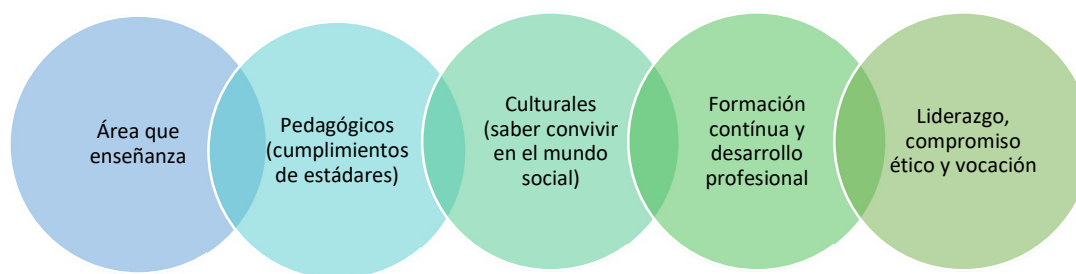 Área que
enseñanza
Pedagógicos
(cumplimientos
de estádares)
Culturales
(saber convivir
en el mundo
social)
Formación
contínua y
desarrollo
profesional
Liderazgo,
compromiso
ético y vocación